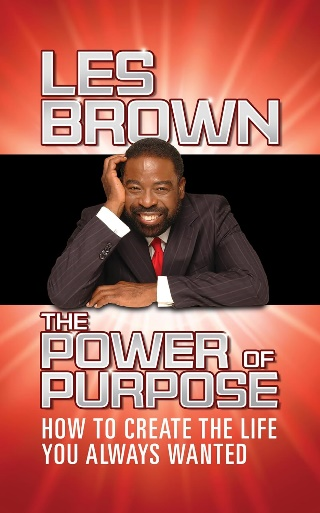 LES
BROWN
THE
POWER OF
PURPOSE
HOW TO CREATE THE LIFE
YOU ALWAYS WANTED